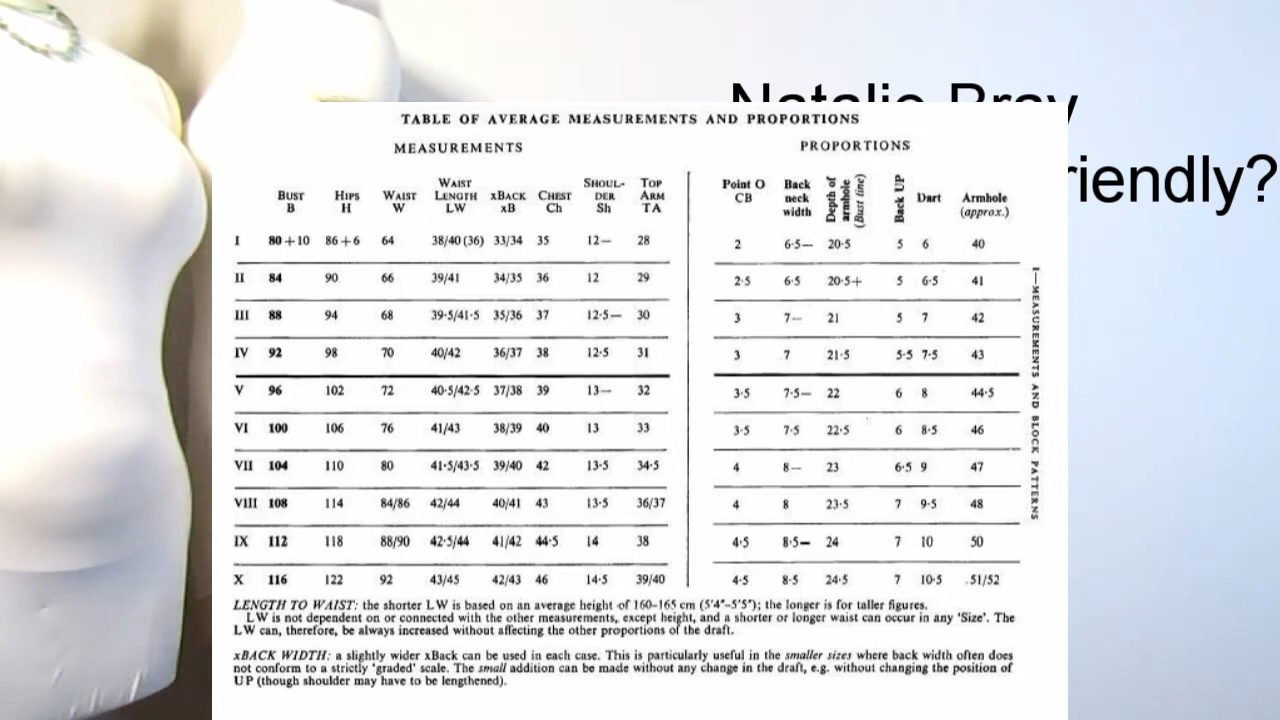 Natalie Bray
riendly?
TABLE OF AVERAGE MEASUREMENTS AND PROPORTIONS
MEASUREMENTS PROPORTIONS
BUST B HIPS H WAIST W WAIST LENGTH LW xBACK xB CHEST Ch SHOUL-DER Sh TOP ARM TA Point O CB Back neck width Depth of armhole (Bust line) Back UP Dart Armhole (approx.)
I 80+10 86+6 64 38/40 (36) 33/34 35 12— 28 2 6·5— 20·5 5 6 40
II 84 90 66 39/41 34/35 36 12 29 2·5 6·5 20·5+ 5 6·5 41
III 88 94 68 39·5/41·5 35/36 37 12·5— 30 3 7— 21 5 7 42
IV 92 98 70 40/42 36/37 38 12·5 31 3 7 21·5 5·5 7·5 43
V 96 102 72 40·5/42·5 37/38 39 13— 32 3·5 7·5— 22 6 8 44·5
VI 100 106 76 41/43 38/39 40 13 33 3·5 7·5 22·5 6 8·5 46
VII 104 110 80 41·5/43·5 39/40 42 13·5 34·5 4 8— 23 6·5 9 47
VIII 108 114 84/86 42/44 40/41 43 13·5 36/37 4 8 23·5 7 9·5 48
IX 112 118 88/90 42·5/44 41/42 44·5 14 38 4·5 8·5— 24 7 10 50
X 116 122 92 43/45 42/43 46 14·5 39/40 4·5 8·5 24·5 7 10·5 51/52
I—MEASUREMENTS AND BLOCK PATTERNS
LENGTH TO WAIST: the shorter LW is based on an average height of 160–165 cm (5'4"–5'5"); the longer is for taller figures.
LW is not dependent on or connected with the other measurements, except height, and a shorter or longer waist can occur in any 'Size'. The
LW can, therefore, be always increased without affecting the other proportions of the draft.
xBACK WIDTH: a slightly wider xBack can be used in each case. This is particularly useful in the smaller sizes where back width often does
not conform to a strictly 'graded' scale. The small addition can be made without any change in the draft, e.g. without changing the position of
UP (though shoulder may have to be lengthened).